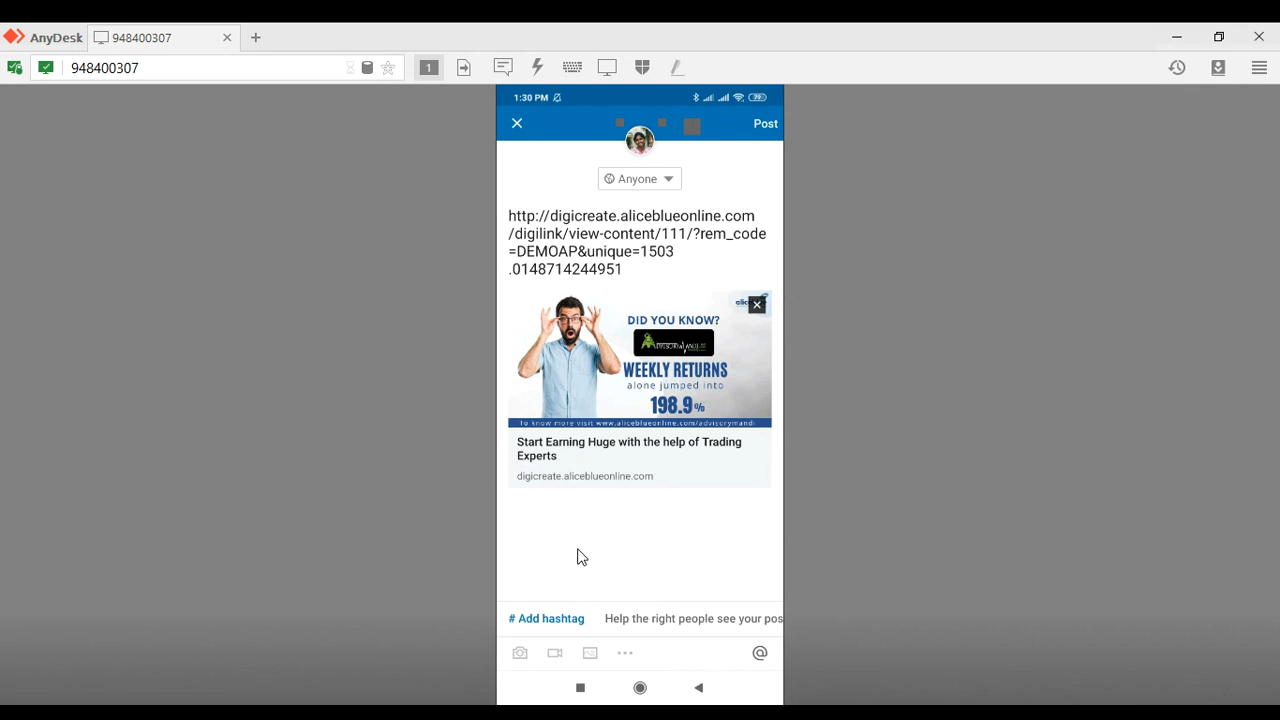 AnyDesk
948400307
948400307
1
1:30 PM
79
Post
Anyone
http://digicreate.aliceblueonline.com
/digilink/view-content/111/?rem_code
=DEMOAP&unique=1503
.0148714244951
DID YOU KNOW?
WEEKLY RETURNS
alone jumped into
198.9%
To know more visit www.aliceblueonline.com/advisorymandi
Start Earning Huge with the help of Trading
Experts
digicreate.aliceblueonline.com
# Add hashtag
Help the right people see your pos